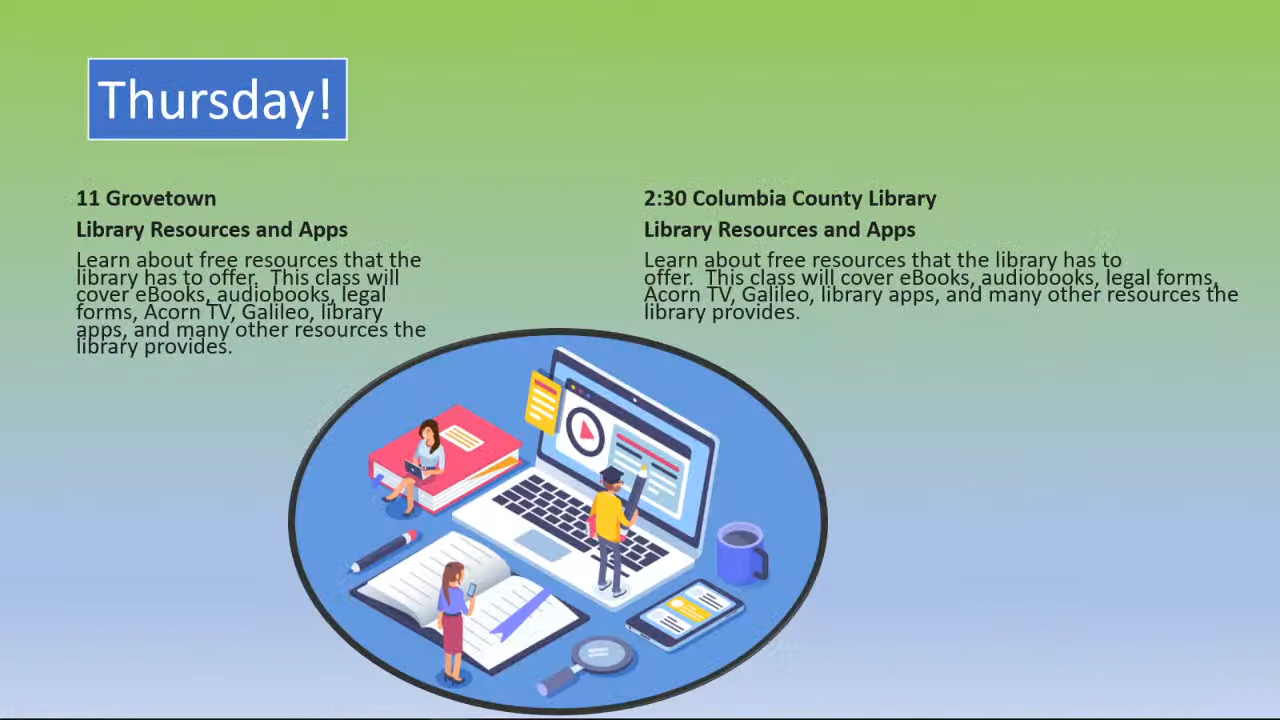 Thursday!
11 Grovetown
Library Resources and Apps
Learn about free resources that the
library has to offer.  This class will
cover eBooks, audiobooks, legal
forms, Acorn TV, Galileo, library
apps, and many other resources the
library provides.
2:30 Columbia County Library
Library Resources and Apps
Learn about free resources that the library has to
offer.  This class will cover eBooks, audiobooks, legal forms,
Acorn TV, Galileo, library apps, and many other resources the
library provides.